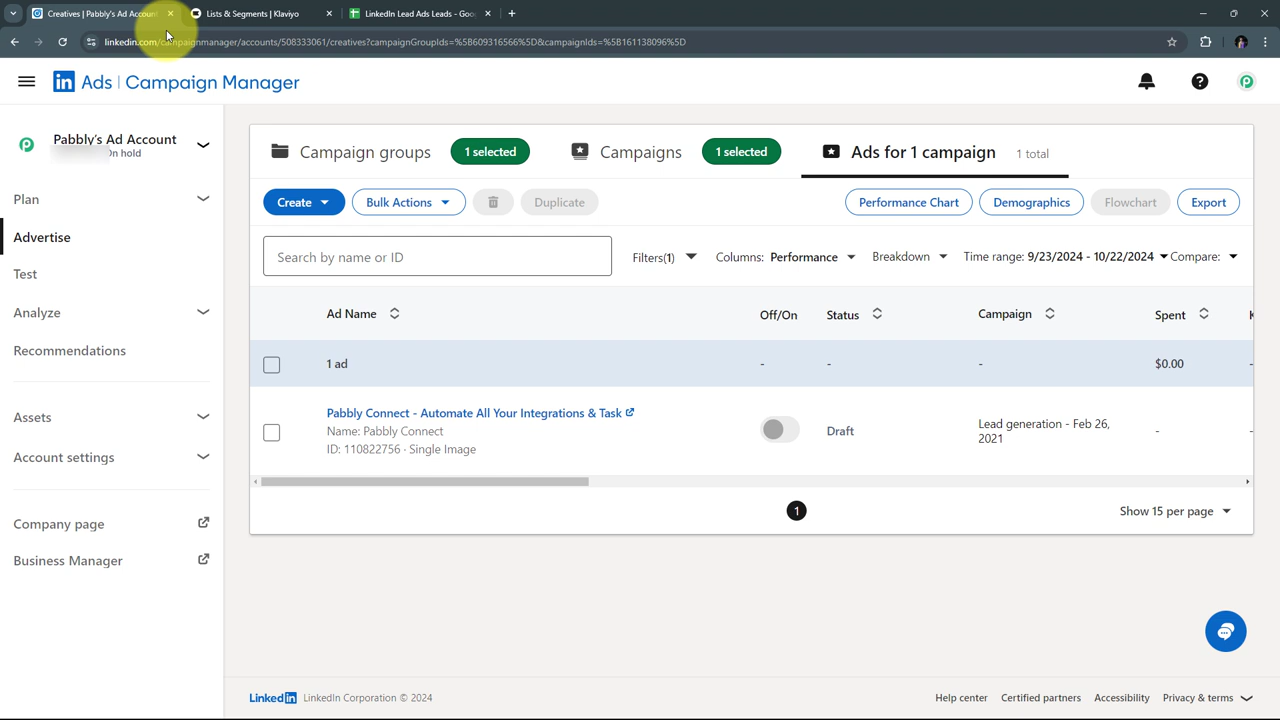 Creatives | Pabbly's Ad Accoun
Lists & Segments | Klaviyo
LinkedIn Lead Ads Leads - Goo
linkedin.com/campaignmanager/accounts/508333061/creatives?campaignGroupIds=%5B609316566%5D&campaignIds=%5B161138096%5D
in Ads | Campaign Manager
Pabbly's Ad Account
On hold
Campaign groups
1 selected
Campaigns
1 selected
Ads for 1 campaign
1 total
Plan
Advertise
Test
Analyze
Recommendations
Assets
Account settings
Company page
Business Manager
Create
Bulk Actions
Duplicate
Performance Chart
Demographics
Flowchart
Export
Search by name or ID
Filters(1)
Columns: Performance
Breakdown
Time range: 9/23/2024 - 10/22/2024
Compare:
Ad Name
Off/On
Status
Campaign
Spent
1 ad
-
-
-
$0.00
-
Pabbly Connect - Automate All Your Integrations & Task
Name: Pabbly Connect
ID: 110822756 · Single Image
Draft
Lead generation - Feb 26,
2021
-
-
1
Show 15 per page
LinkedIn LinkedIn Corporation © 2024
Help center
Certified partners
Accessibility
Privacy & terms